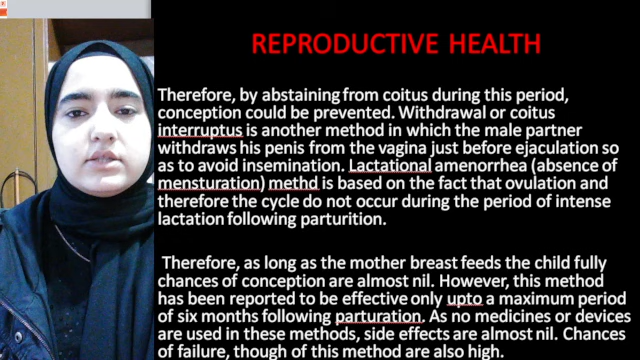 REPRODUCTIVE HEALTH
Therefore, by abstaining from coitus during this period,
conception could be prevented. Withdrawal or coitus
interruptus is another method in which the male partner
withdraws his penis from the vagina just before ejaculation so
as to avoid insemination. Lactational amenorrhea (absence of
mensturation) methd is based on the fact that ovulation and
therefore the cycle do not occur during the period of intense
lactation following parturition.
Therefore, as long as the mother breast feeds the child fully
chances of conception are almost nil. However, this method
has been reported to be effective only upto a maximum period
of six months following parturation. As no medicines or devices
are used in these methods, side effects are almost nil. Chances
of failure, though of this method are also high.